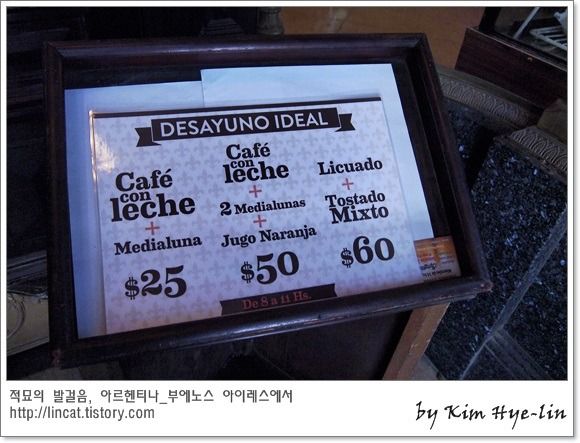 DESAYUNO IDEAL
Café
con
leche
+
Medialuna
$25
Café
con
leche
+
2 Medialunas
+
Jugo Naranja
$50
Licuado
+
Tostado
Mixto
$60
De 8 a 11 Hs.
적묘의 발걸음, 아르헨티나_부에노스 아이레스에서
http://lincat.tistory.com
by Kim Hye-lin